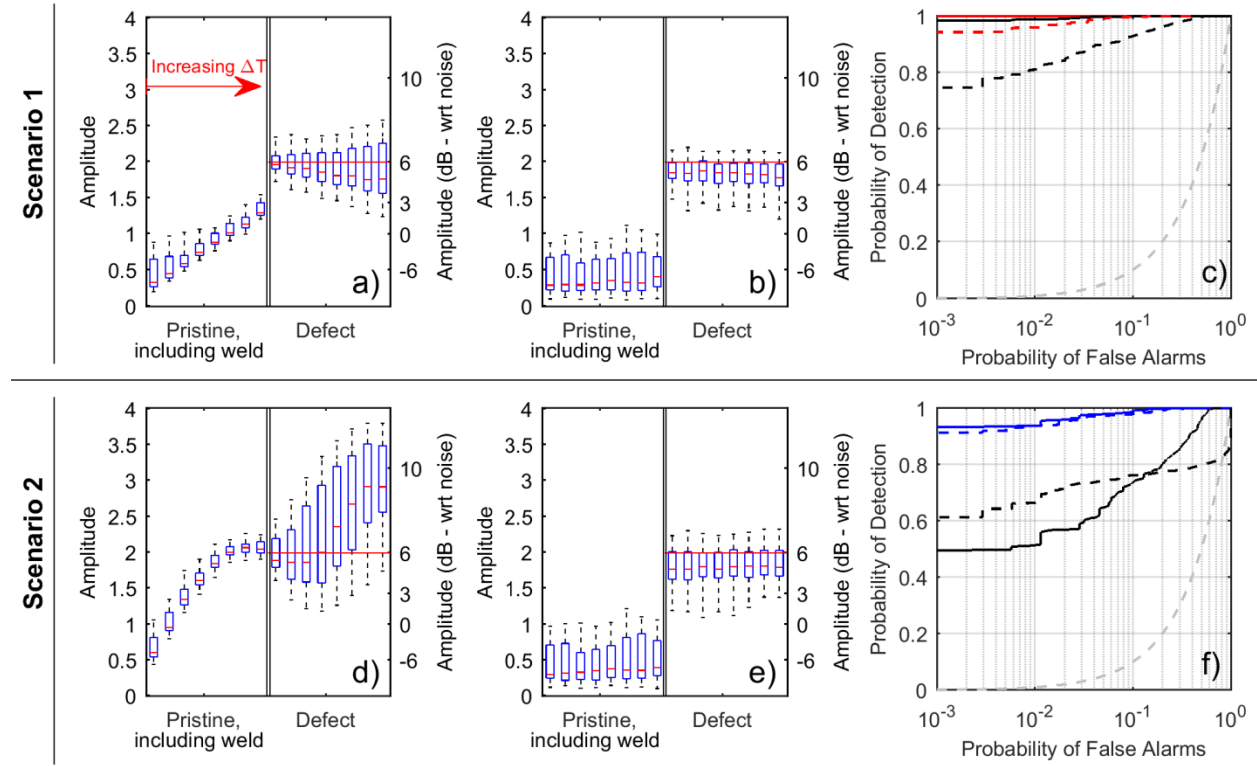 Scenario 1
Amplitude
4
3.5
3
2.5
2
1.5
1
0.5
0
Increasing ΔT
a)
Pristine,
including weld
Defect
10
6
3
0
-6
Amplitude (dB - wrt noise)
Amplitude
4
3.5
3
2.5
2
1.5
1
0.5
0
b)
Pristine,
including weld
Defect
10
6
3
0
-6
Amplitude (dB - wrt noise)
Probability of Detection
1
0.8
0.6
0.4
0.2
0
c)
10⁻³
10⁻²
10⁻¹
10⁰
Probability of False Alarms
Scenario 2
Amplitude
4
3.5
3
2.5
2
1.5
1
0.5
0
d)
Pristine,
including weld
Defect
10
6
3
0
-6
Amplitude (dB - wrt noise)
Amplitude
4
3.5
3
2.5
2
1.5
1
0.5
0
e)
Pristine,
including weld
Defect
10
6
3
0
-6
Amplitude (dB - wrt noise)
Probability of Detection
1
0.8
0.6
0.4
0.2
0
f)
10⁻³
10⁻²
10⁻¹
10⁰
Probability of False Alarms